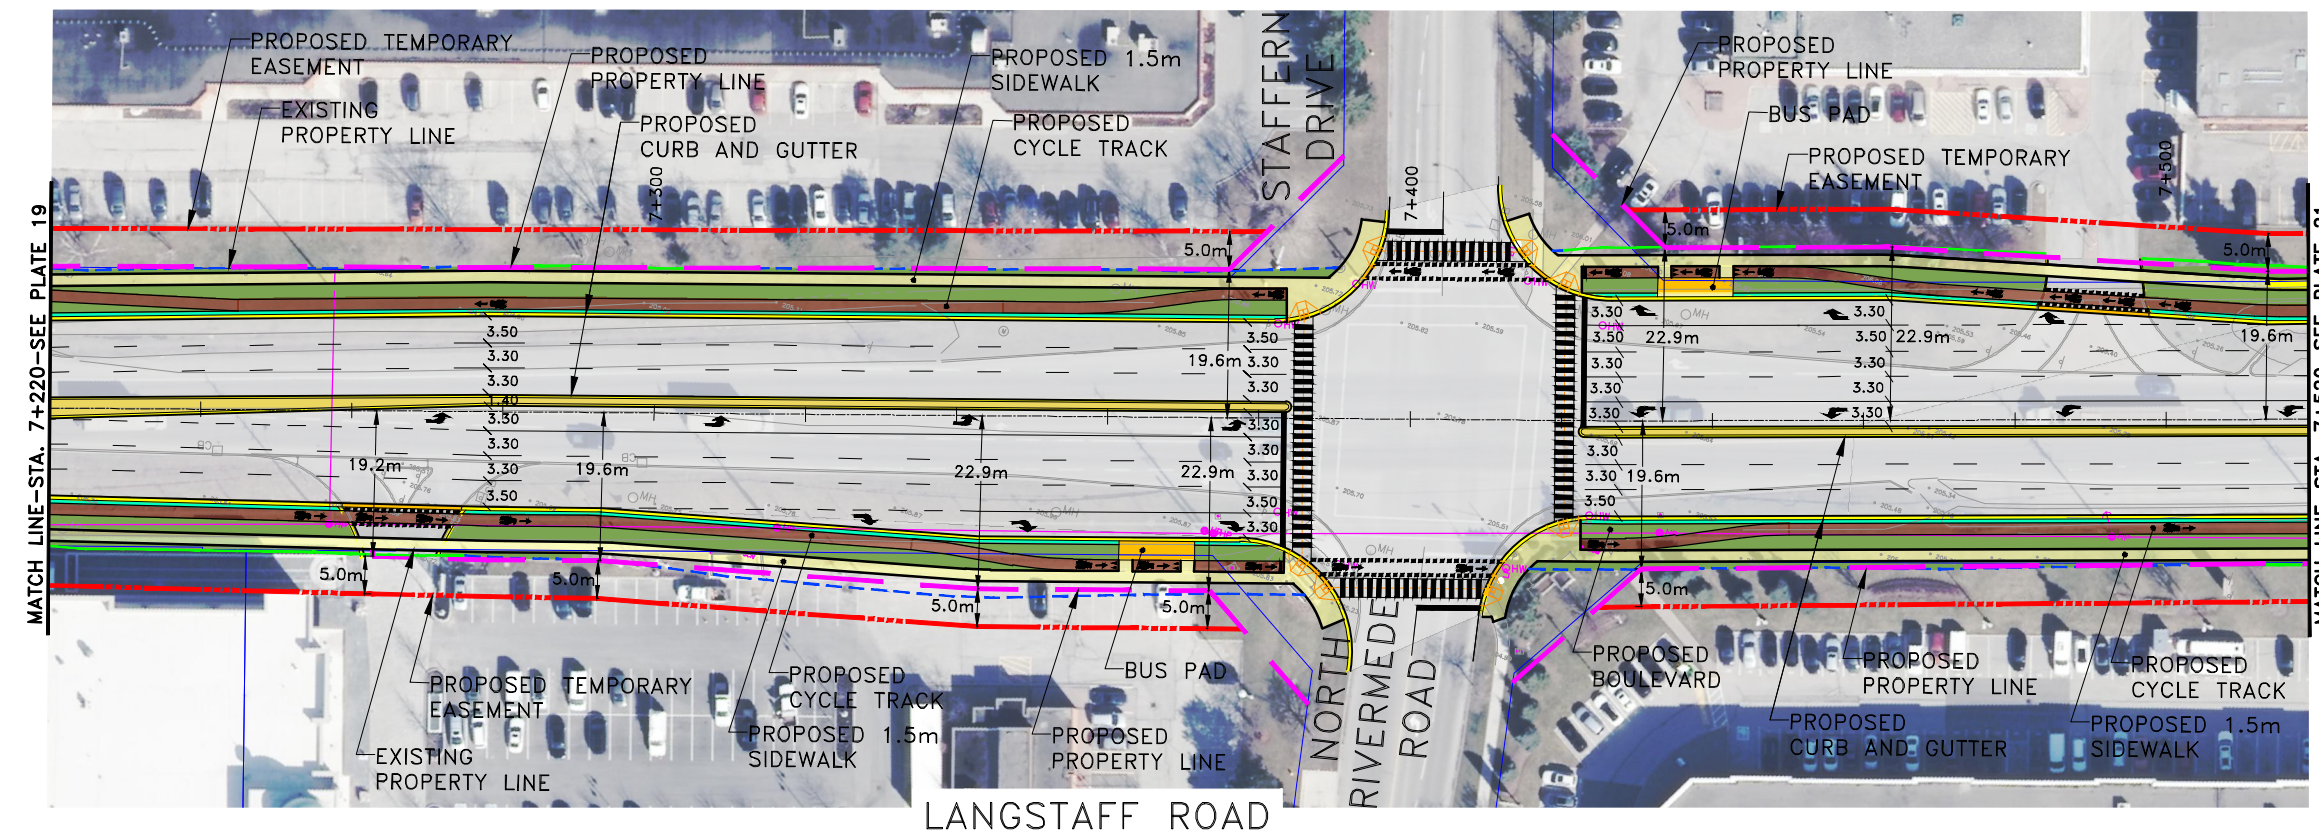 PROPOSED TEMPORARY
EASEMENT
EXISTING
PROPERTY LINE
PROPOSED
PROPERTY LINE
PROPOSED
CURB AND GUTTER
PROPOSED 1.5m
SIDEWALK
PROPOSED
CYCLE TRACK
STAFFERN
DRIVE
PROPOSED
PROPERTY LINE
BUS PAD
PROPOSED TEMPORARY
EASEMENT
7+300
7+400
7+500
MATCH LINE-STA. 7+220-SEE PLATE 19
5.0m
5.0m
5.0m
3.50
3.30
3.30
1.40
3.30
3.30
3.30
3.50
19.2m
19.6m
22.9m
22.9m
19.6m
3.50
3.30
3.30
3.30
3.30
3.30
3.50
3.30
MH
CB
CB
MH
MH
MH
MH
MH
3.30
3.50
3.30
3.30
3.30
22.9m
3.30
3.50
3.30
3.30
3.30
22.9m
19.6m
3.30
3.30
3.50
19.6m
5.0m
5.0m
5.0m
5.0m
5.0m
PROPOSED TEMPORARY
EASEMENT
EXISTING
PROPERTY LINE
PROPOSED
CYCLE TRACK
PROPOSED 1.5m
SIDEWALK
BUS PAD
PROPOSED
PROPERTY LINE
NORTH
RIVERMEDE
ROAD
PROPOSED
BOULEVARD
PROPOSED
PROPERTY LINE
PROPOSED
CURB AND GUTTER
PROPOSED
CYCLE TRACK
PROPOSED 1.5m
SIDEWALK
LANGSTAFF ROAD